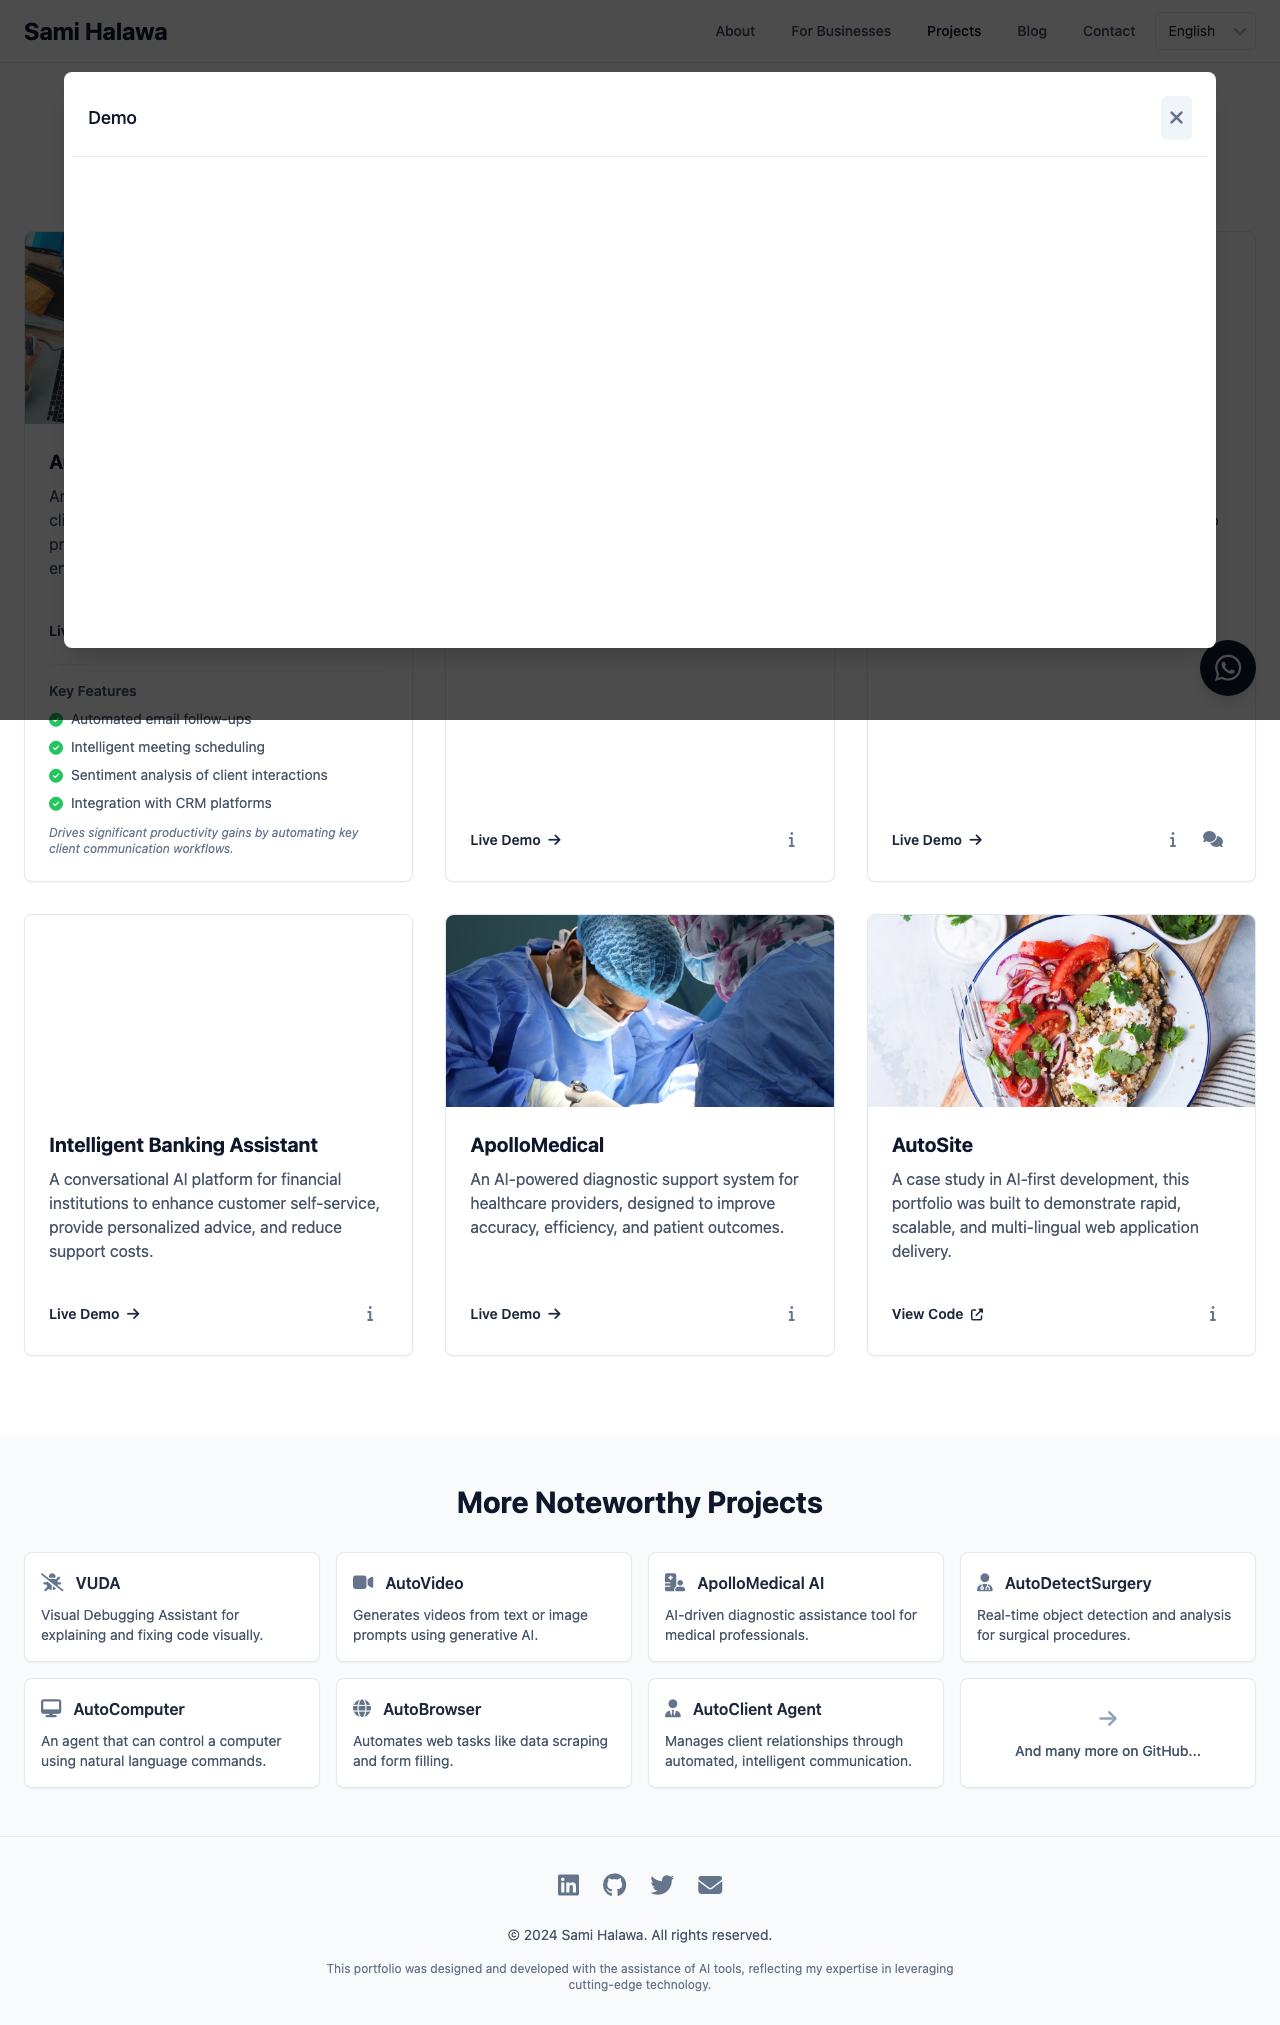 Sami Halawa
About
For Businesses
Projects
Blog
Contact
English
Demo
Key Features
Automated email follow-ups
Intelligent meeting scheduling
Sentiment analysis of client interactions
Integration with CRM platforms
Drives significant productivity gains by automating key
client communication workflows.
Live Demo
Live Demo
Intelligent Banking Assistant
A conversational AI platform for financial
institutions to enhance customer self-service,
provide personalized advice, and reduce
support costs.
Live Demo
ApolloMedical
An AI-powered diagnostic support system for
healthcare providers, designed to improve
accuracy, efficiency, and patient outcomes.
Live Demo
AutoSite
A case study in AI-first development, this
portfolio was built to demonstrate rapid,
scalable, and multi-lingual web application
delivery.
View Code
More Noteworthy Projects
VUDA
Visual Debugging Assistant for
explaining and fixing code visually.
AutoVideo
Generates videos from text or image
prompts using generative AI.
ApolloMedical AI
AI-driven diagnostic assistance tool for
medical professionals.
AutoDetectSurgery
Real-time object detection and analysis
for surgical procedures.
AutoComputer
An agent that can control a computer
using natural language commands.
AutoBrowser
Automates web tasks like data scraping
and form filling.
AutoClient Agent
Manages client relationships through
automated, intelligent communication.
And many more on GitHub...
© 2024 Sami Halawa. All rights reserved.
This portfolio was designed and developed with the assistance of AI tools, reflecting my expertise in leveraging
cutting-edge technology.